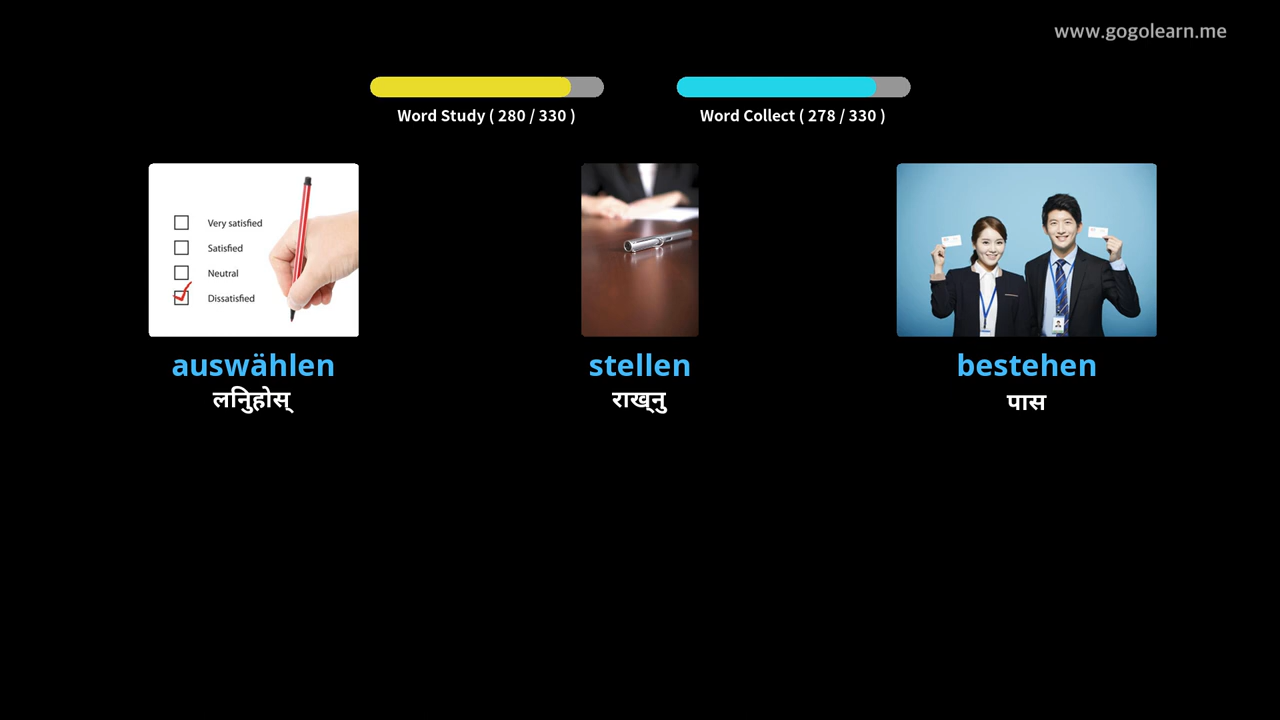 www.gogolearn.me
Word Study ( 280 / 330 )
Word Collect ( 278 / 330 )
Very satisfied
Satisfied
Neutral
Dissatisfied
auswählen
stellen
bestehen
लनिुहोस्
राख्नु
पास